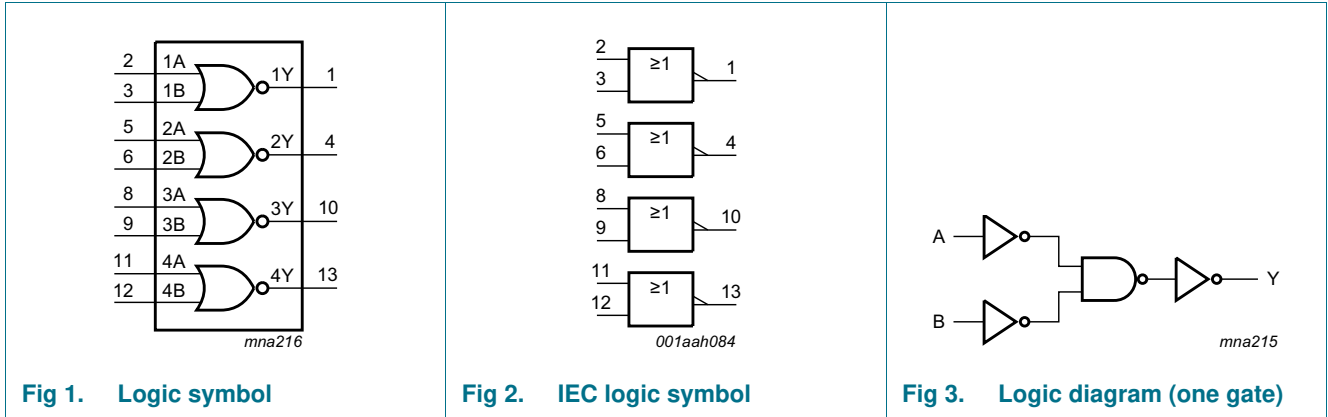 2 1A 1Y 1
3 1B
5 2A 2Y 4
6 2B
8 3A 3Y 10
9 3B
11 4A 4Y 13
12 4B
mna216
Fig 1. Logic symbol
2 ≥1 1
3
5 ≥1 4
6
8 ≥1 10
9
11 ≥1 13
12
001aah084
Fig 2. IEC logic symbol
A
Y
B
mna215
Fig 3. Logic diagram (one gate)